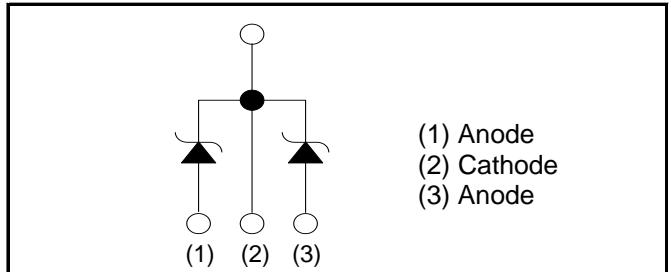 (1) Anode
(2) Cathode
(3) Anode
(1) (2) (3)